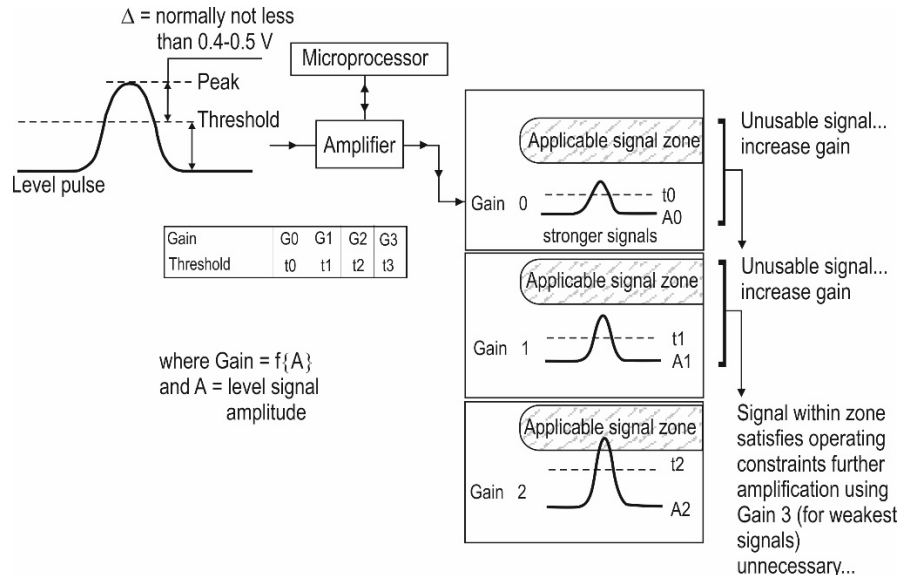 Δ = normally not less
than 0.4-0.5 V
Peak
Threshold
Level pulse
Microprocessor
Amplifier
Gain G0 G1 G2 G3
Threshold t0 t1 t2 t3
where Gain = f{A}
and A = level signal
amplitude
Applicable signal zone
Gain 0
t0
A0
stronger signals
Unusable signal...
increase gain
Applicable signal zone
Gain 1
t1
A1
Unusable signal...
increase gain
Applicable signal zone
Gain 2
t2
A2
Signal within zone
satisfies operating
constraints further
amplification using
Gain 3 (for weakest
signals)
unnecessary...